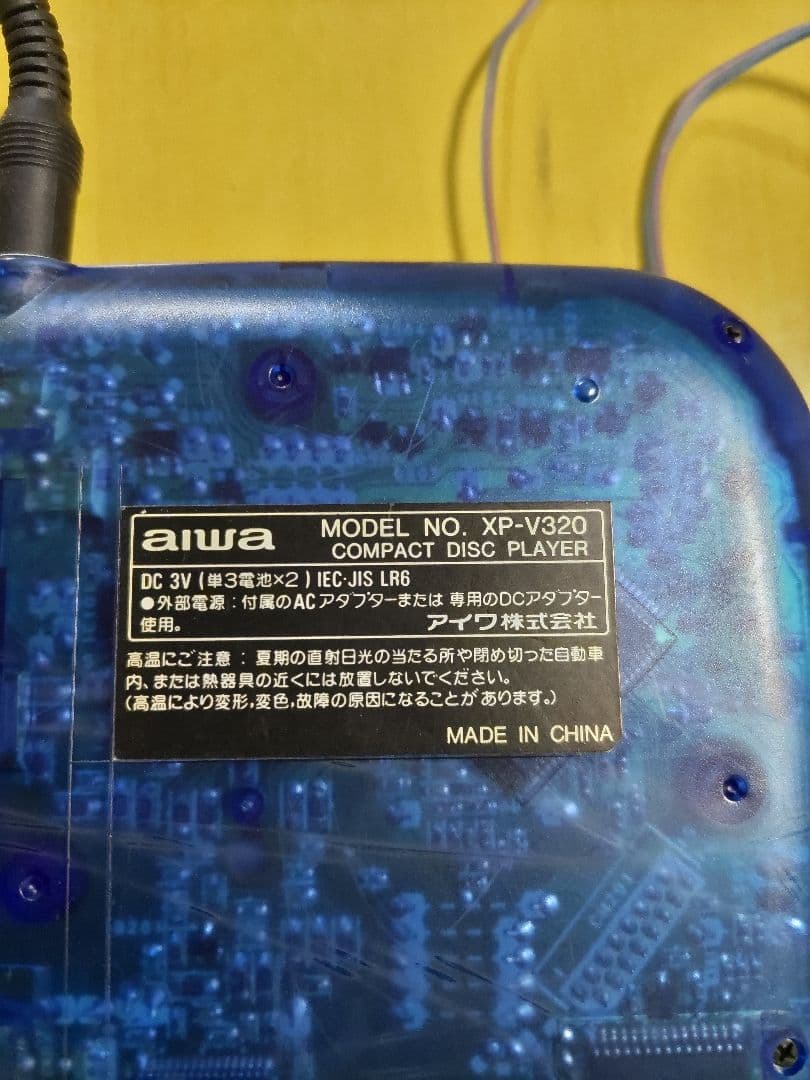 aiwa MODEL NO. XP-V320
COMPACT DISC PLAYER
DC 3V (単3電池×2) IEC·JIS LR6
●外部電源:付属のACアダプターまたは 専用のDCアダプター
使用。 アイワ株式会社
高温にご注意 : 夏期の直射日光の当たる所や閉め切った自動車
内、または熱器具の近くには放置しないでください。
(高温により変形,変色,故障の原因になることがあります。)
MADE IN CHINA